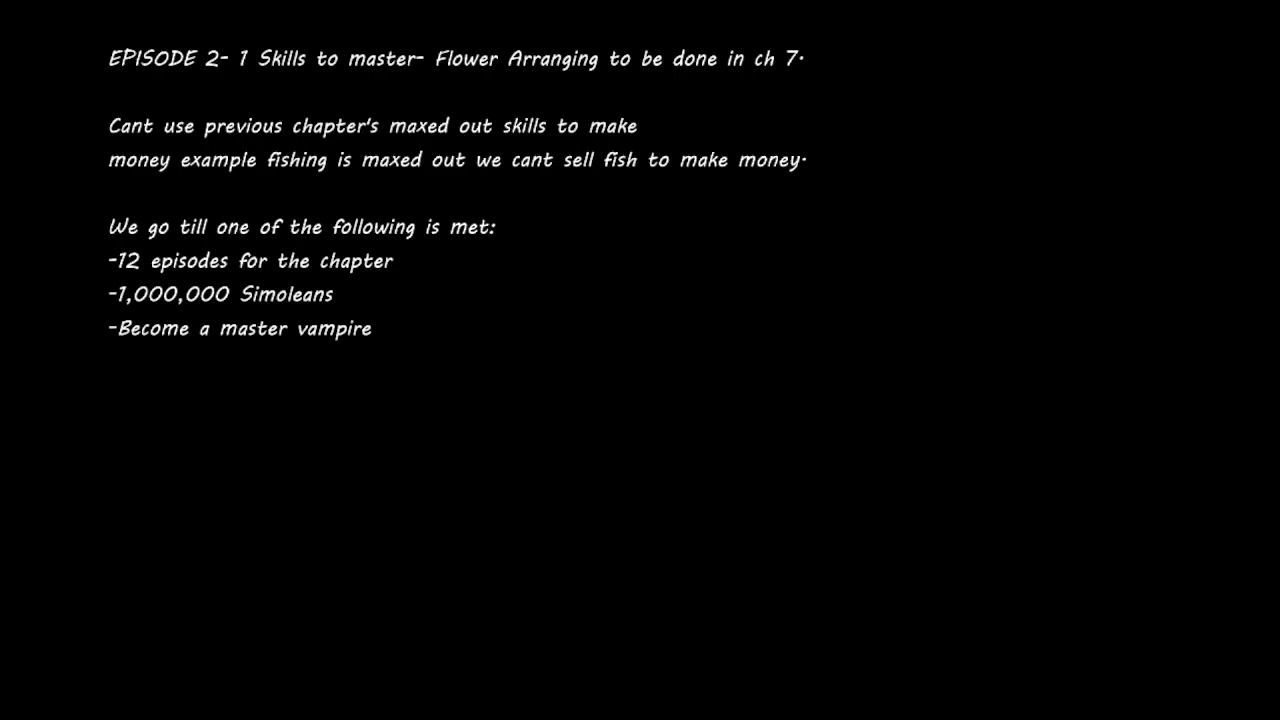 EPISODE 2- 1 Skills to master- Flower Arranging to be done in ch 7.
Cant use previous chapter's maxed out skills to make
money example fishing is maxed out we cant sell fish to make money.
We go till one of the following is met:
-12 episodes for the chapter
-1,000,000 Simoleans
-Become a master vampire